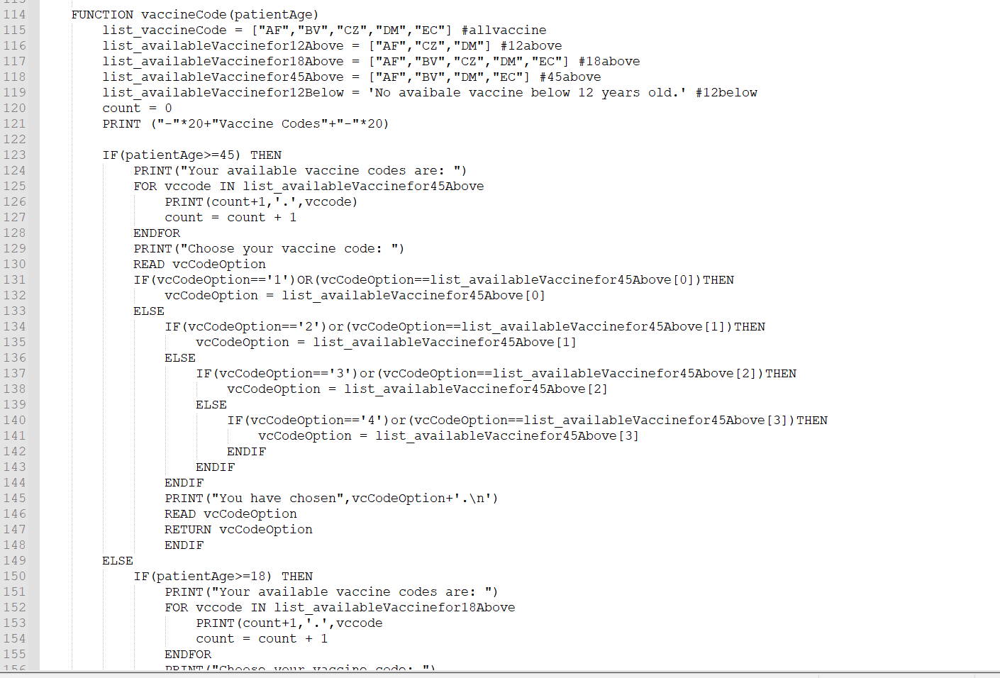 114 FUNCTION vaccineCode(patientAge)
115 list_vaccineCode = ["AF","BV","CZ","DM","EC"] #allvaccine
116 list_availableVaccinefor12Above = ["AF","CZ","DM"] #12above
117 list_availableVaccinefor18Above = ["AF","BV","CZ","DM","EC"] #18above
118 list_availableVaccinefor45Above = ["AF","BV","DM","EC"] #45above
119 list_availableVaccinefor12Below = 'No avaibale vaccine below 12 years old.' #12below
120 count = 0
121 PRINT ("-"*20+"Vaccine Codes"+"-"*20)
122
123 IF(patientAge>=45) THEN
124 PRINT("Your available vaccine codes are: ")
125 FOR vccode IN list_availableVaccinefor45Above
126 PRINT(count+1,'.',vccode)
127 count = count + 1
128 ENDFOR
129 PRINT("Choose your vaccine code: ")
130 READ vcCodeOption
131 IF(vcCodeOption=='1')OR(vcCodeOption==list_availableVaccinefor45Above[0])THEN
132 vcCodeOption = list_availableVaccinefor45Above[0]
133 ELSE
134 IF(vcCodeOption=='2')or(vcCodeOption==list_availableVaccinefor45Above[1])THEN
135 vcCodeOption = list_availableVaccinefor45Above[1]
136 ELSE
137 IF(vcCodeOption=='3')or(vcCodeOption==list_availableVaccinefor45Above[2])THEN
138 vcCodeOption = list_availableVaccinefor45Above[2]
139 ELSE
140 IF(vcCodeOption=='4')or(vcCodeOption==list_availableVaccinefor45Above[3])THEN
141 vcCodeOption = list_availableVaccinefor45Above[3]
142 ENDIF
143 ENDIF
144 ENDIF
145 PRINT("You have chosen",vcCodeOption+'.\n')
146 READ vcCodeOption
147 RETURN vcCodeOption
148 ENDIF
149 ELSE
150 IF(patientAge>=18) THEN
151 PRINT("Your available vaccine codes are: ")
152 FOR vccode IN list_availableVaccinefor18Above
153 PRINT(count+1,'.',vccode
154 count = count + 1
155 ENDFOR
156 PRINT("Choose your vaccine code: ")